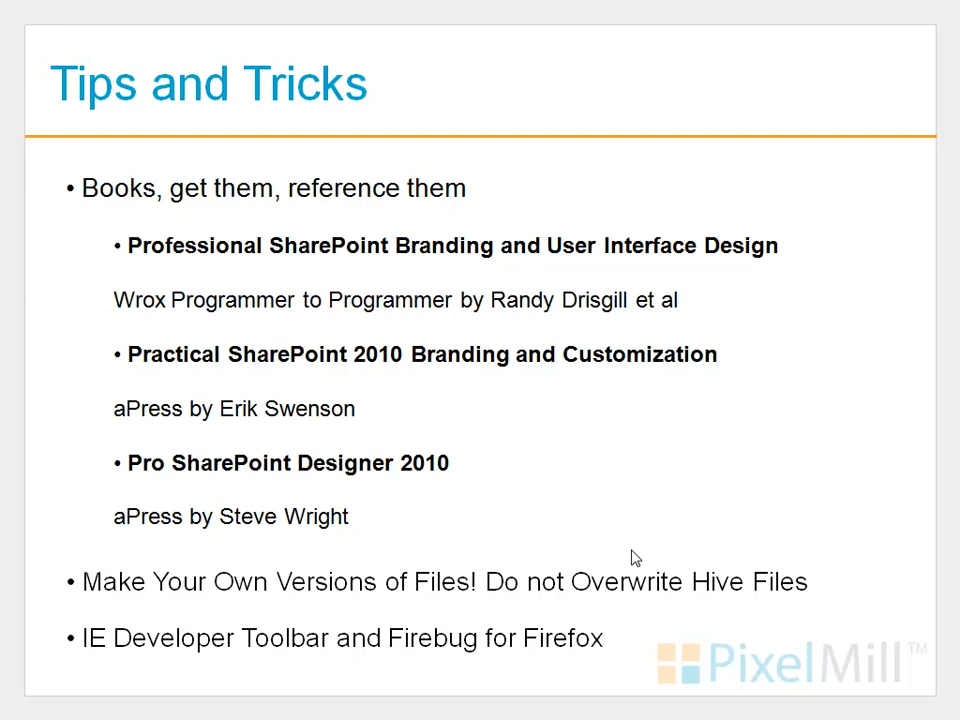 Tips and Tricks
• Books, get them, reference them
• Professional SharePoint Branding and User Interface Design
Wrox Programmer to Programmer by Randy Drisgill et al
• Practical SharePoint 2010 Branding and Customization
aPress by Erik Swenson
• Pro SharePoint Designer 2010
aPress by Steve Wright
• Make Your Own Versions of Files! Do not Overwrite Hive Files
• IE Developer Toolbar and Firebug for Firefox
PixelMill™